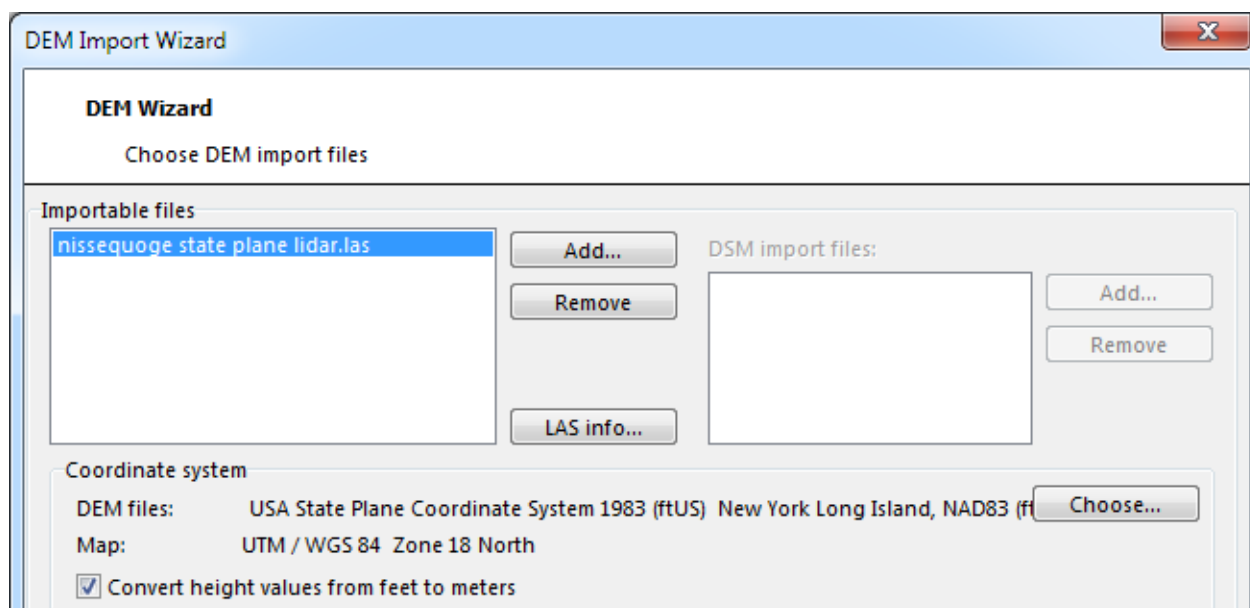 DEM Import Wizard
DEM Wizard
Choose DEM import files
Importable files
nissequoge state plane lidar.las
Add...
Remove
LAS info...
DSM import files:
Add...
Remove
Coordinate system
DEM files: USA State Plane Coordinate System 1983 (ftUS) New York Long Island, NAD83 (ft
Choose...
Map: UTM / WGS 84 Zone 18 North
Convert height values from feet to meters